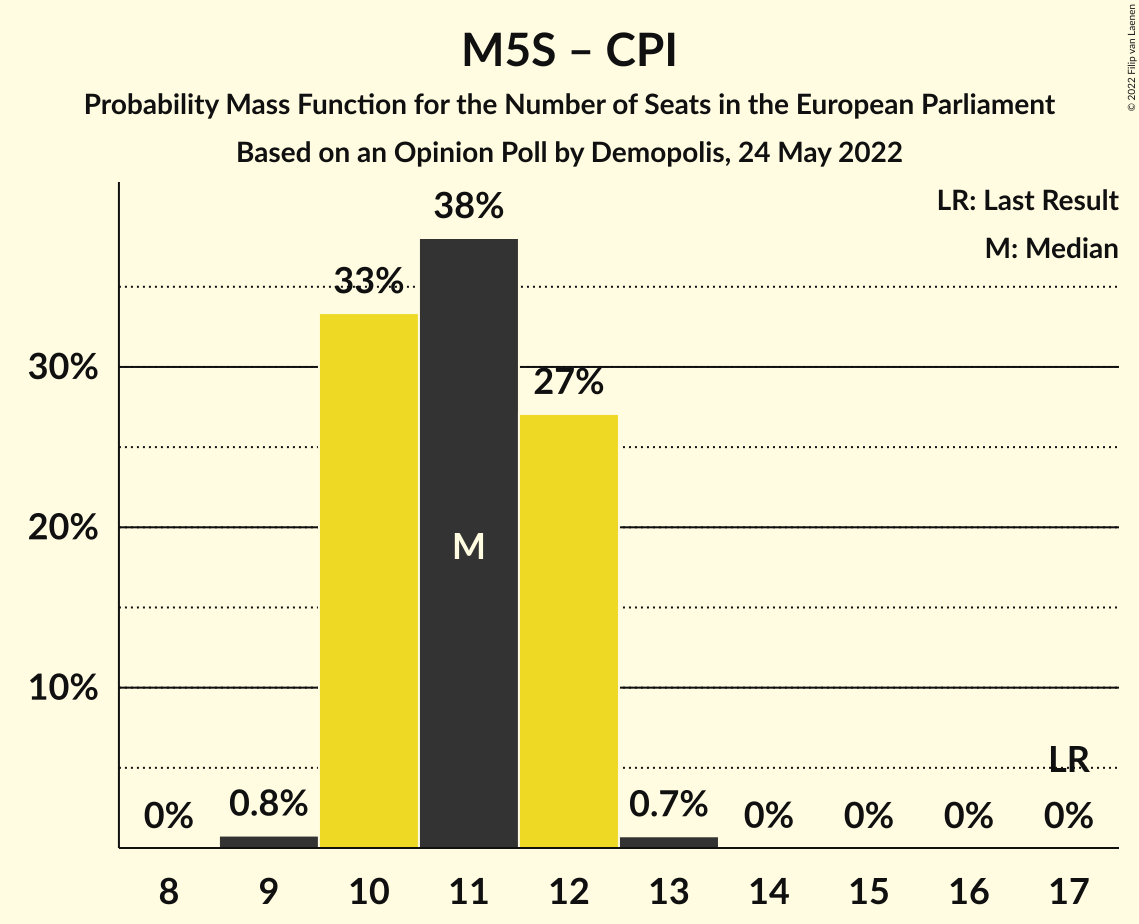 M5S – CPI
Probability Mass Function for the Number of Seats in the European Parliament
Based on an Opinion Poll by Demopolis, 24 May 2022
© 2022 Filip van Laenen
LR: Last Result
M: Median
38%
33%
30%
27%
20%
M
10%
LR
0% 0.8% 0.7% 0% 0% 0% 0%
8 9 10 11 12 13 14 15 16 17